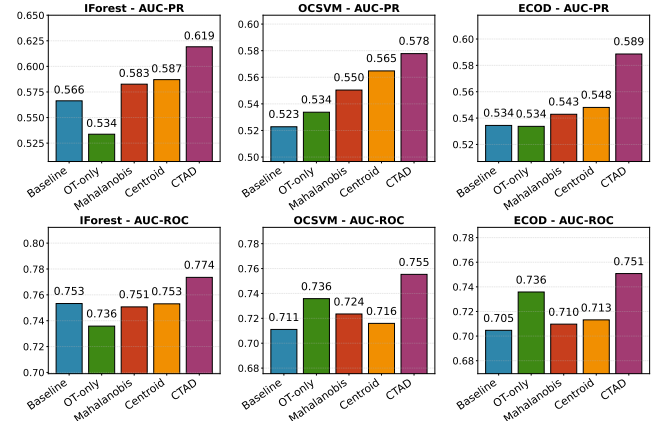 IForest - AUC-PR
0.650
0.625
0.600
0.575
0.550
0.525
0.566
0.534
0.583
0.587
0.619
Baseline
OT-only
Mahalanobis
Centroid
CTAD
OCSVM - AUC-PR
0.60
0.58
0.56
0.54
0.52
0.50
0.523
0.534
0.550
0.565
0.578
Baseline
OT-only
Mahalanobis
Centroid
CTAD
ECOD - AUC-PR
0.60
0.58
0.56
0.54
0.52
0.534
0.534
0.543
0.548
0.589
Baseline
OT-only
Mahalanobis
Centroid
CTAD
IForest - AUC-ROC
0.80
0.78
0.76
0.74
0.72
0.70
0.753
0.736
0.751
0.753
0.774
Baseline
OT-only
Mahalanobis
Centroid
CTAD
OCSVM - AUC-ROC
0.78
0.76
0.74
0.72
0.70
0.68
0.711
0.736
0.724
0.716
0.755
Baseline
OT-only
Mahalanobis
Centroid
CTAD
ECOD - AUC-ROC
0.78
0.76
0.74
0.72
0.70
0.68
0.705
0.736
0.710
0.713
0.751
Baseline
OT-only
Mahalanobis
Centroid
CTAD